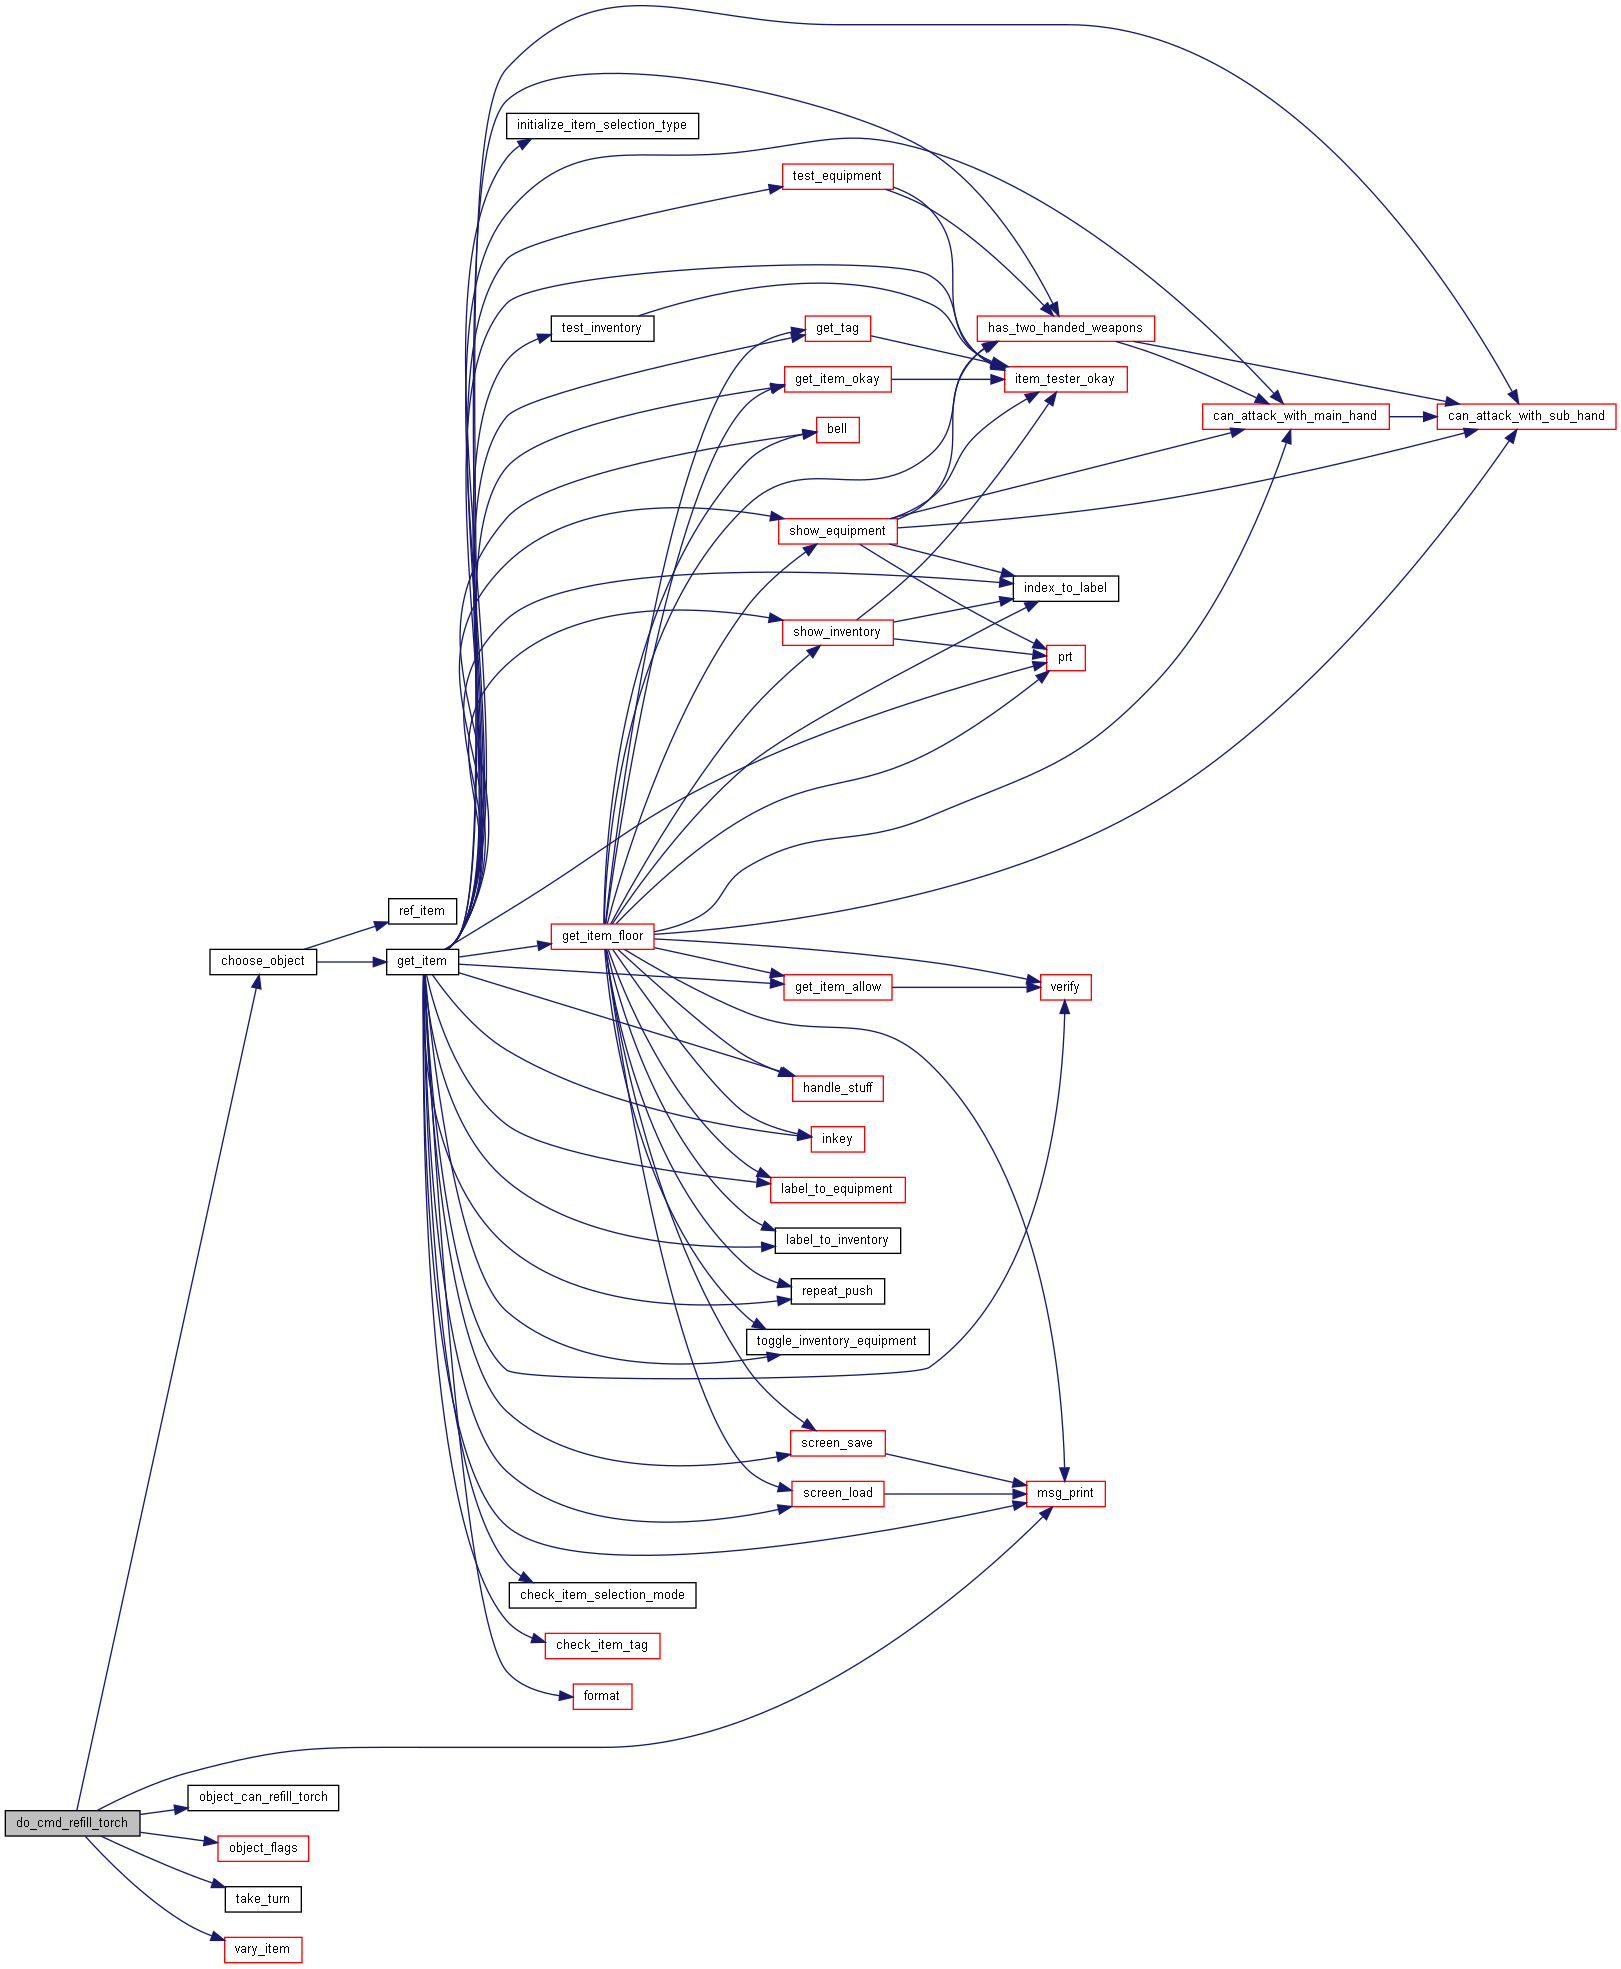 initialize_item_selection_type
test_equipment
test_inventory
get_tag
has_two_handed_weapons
get_item_okay
item_tester_okay
bell
can_attack_with_main_hand
can_attack_with_sub_hand
show_equipment
index_to_label
show_inventory
prt
ref_item
get_item_floor
choose_object
get_item
get_item_allow
verify
handle_stuff
inkey
label_to_equipment
label_to_inventory
repeat_push
toggle_inventory_equipment
screen_save
screen_load
msg_print
check_item_selection_mode
check_item_tag
format
object_can_refill_torch
do_cmd_refill_torch
object_flags
take_turn
vary_item